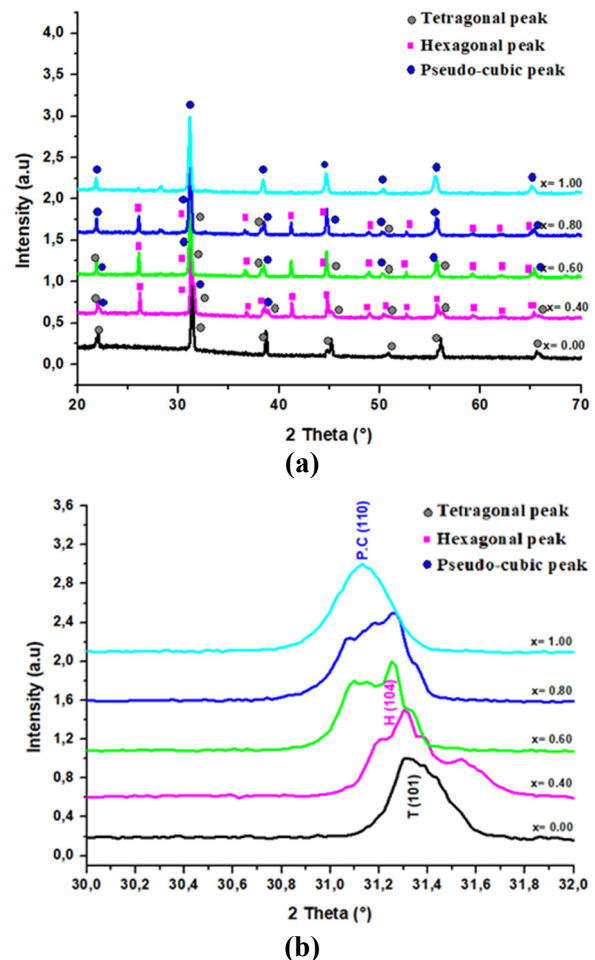 Tetragonal peak
Hexagonal peak
Pseudo-cubic peak
4,0
3,5
3,0
2,5
2,0
1,5
1,0
0,5
0,0
Intensity (a.u)
x= 1.00
x= 0.80
x= 0.60
x= 0.40
x= 0.00
20 30 40 50 60 70
2 Theta (°)
(a)
3,6
3,2
2,8
2,4
2,0
1,6
1,2
0,8
0,4
0,0
Intensity (a.u)
P.C (110)
Tetragonal peak
Hexagonal peak
Pseudo-cubic peak
x= 1.00
x= 0.80
H (104)
x= 0.60
x= 0.40
T (101)
x= 0.00
30,0 30,2 30,4 30,6 30,8 31,0 31,2 31,4 31,6 31,8 32,0
2 Theta (°)
(b)